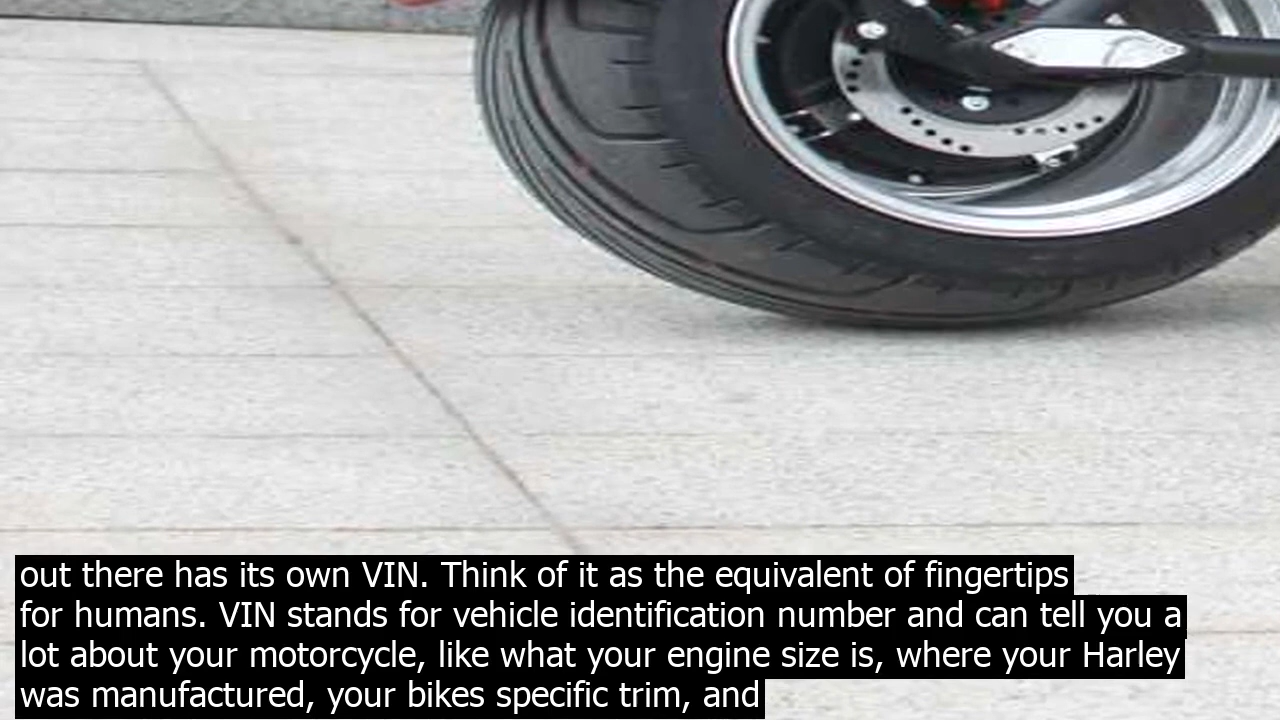 out there has its own VIN. Think of it as the equivalent of fingertips
for humans. VIN stands for vehicle identification number and can tell you a
lot about your motorcycle, like what your engine size is, where your Harley
was manufactured, your bikes specific trim, and